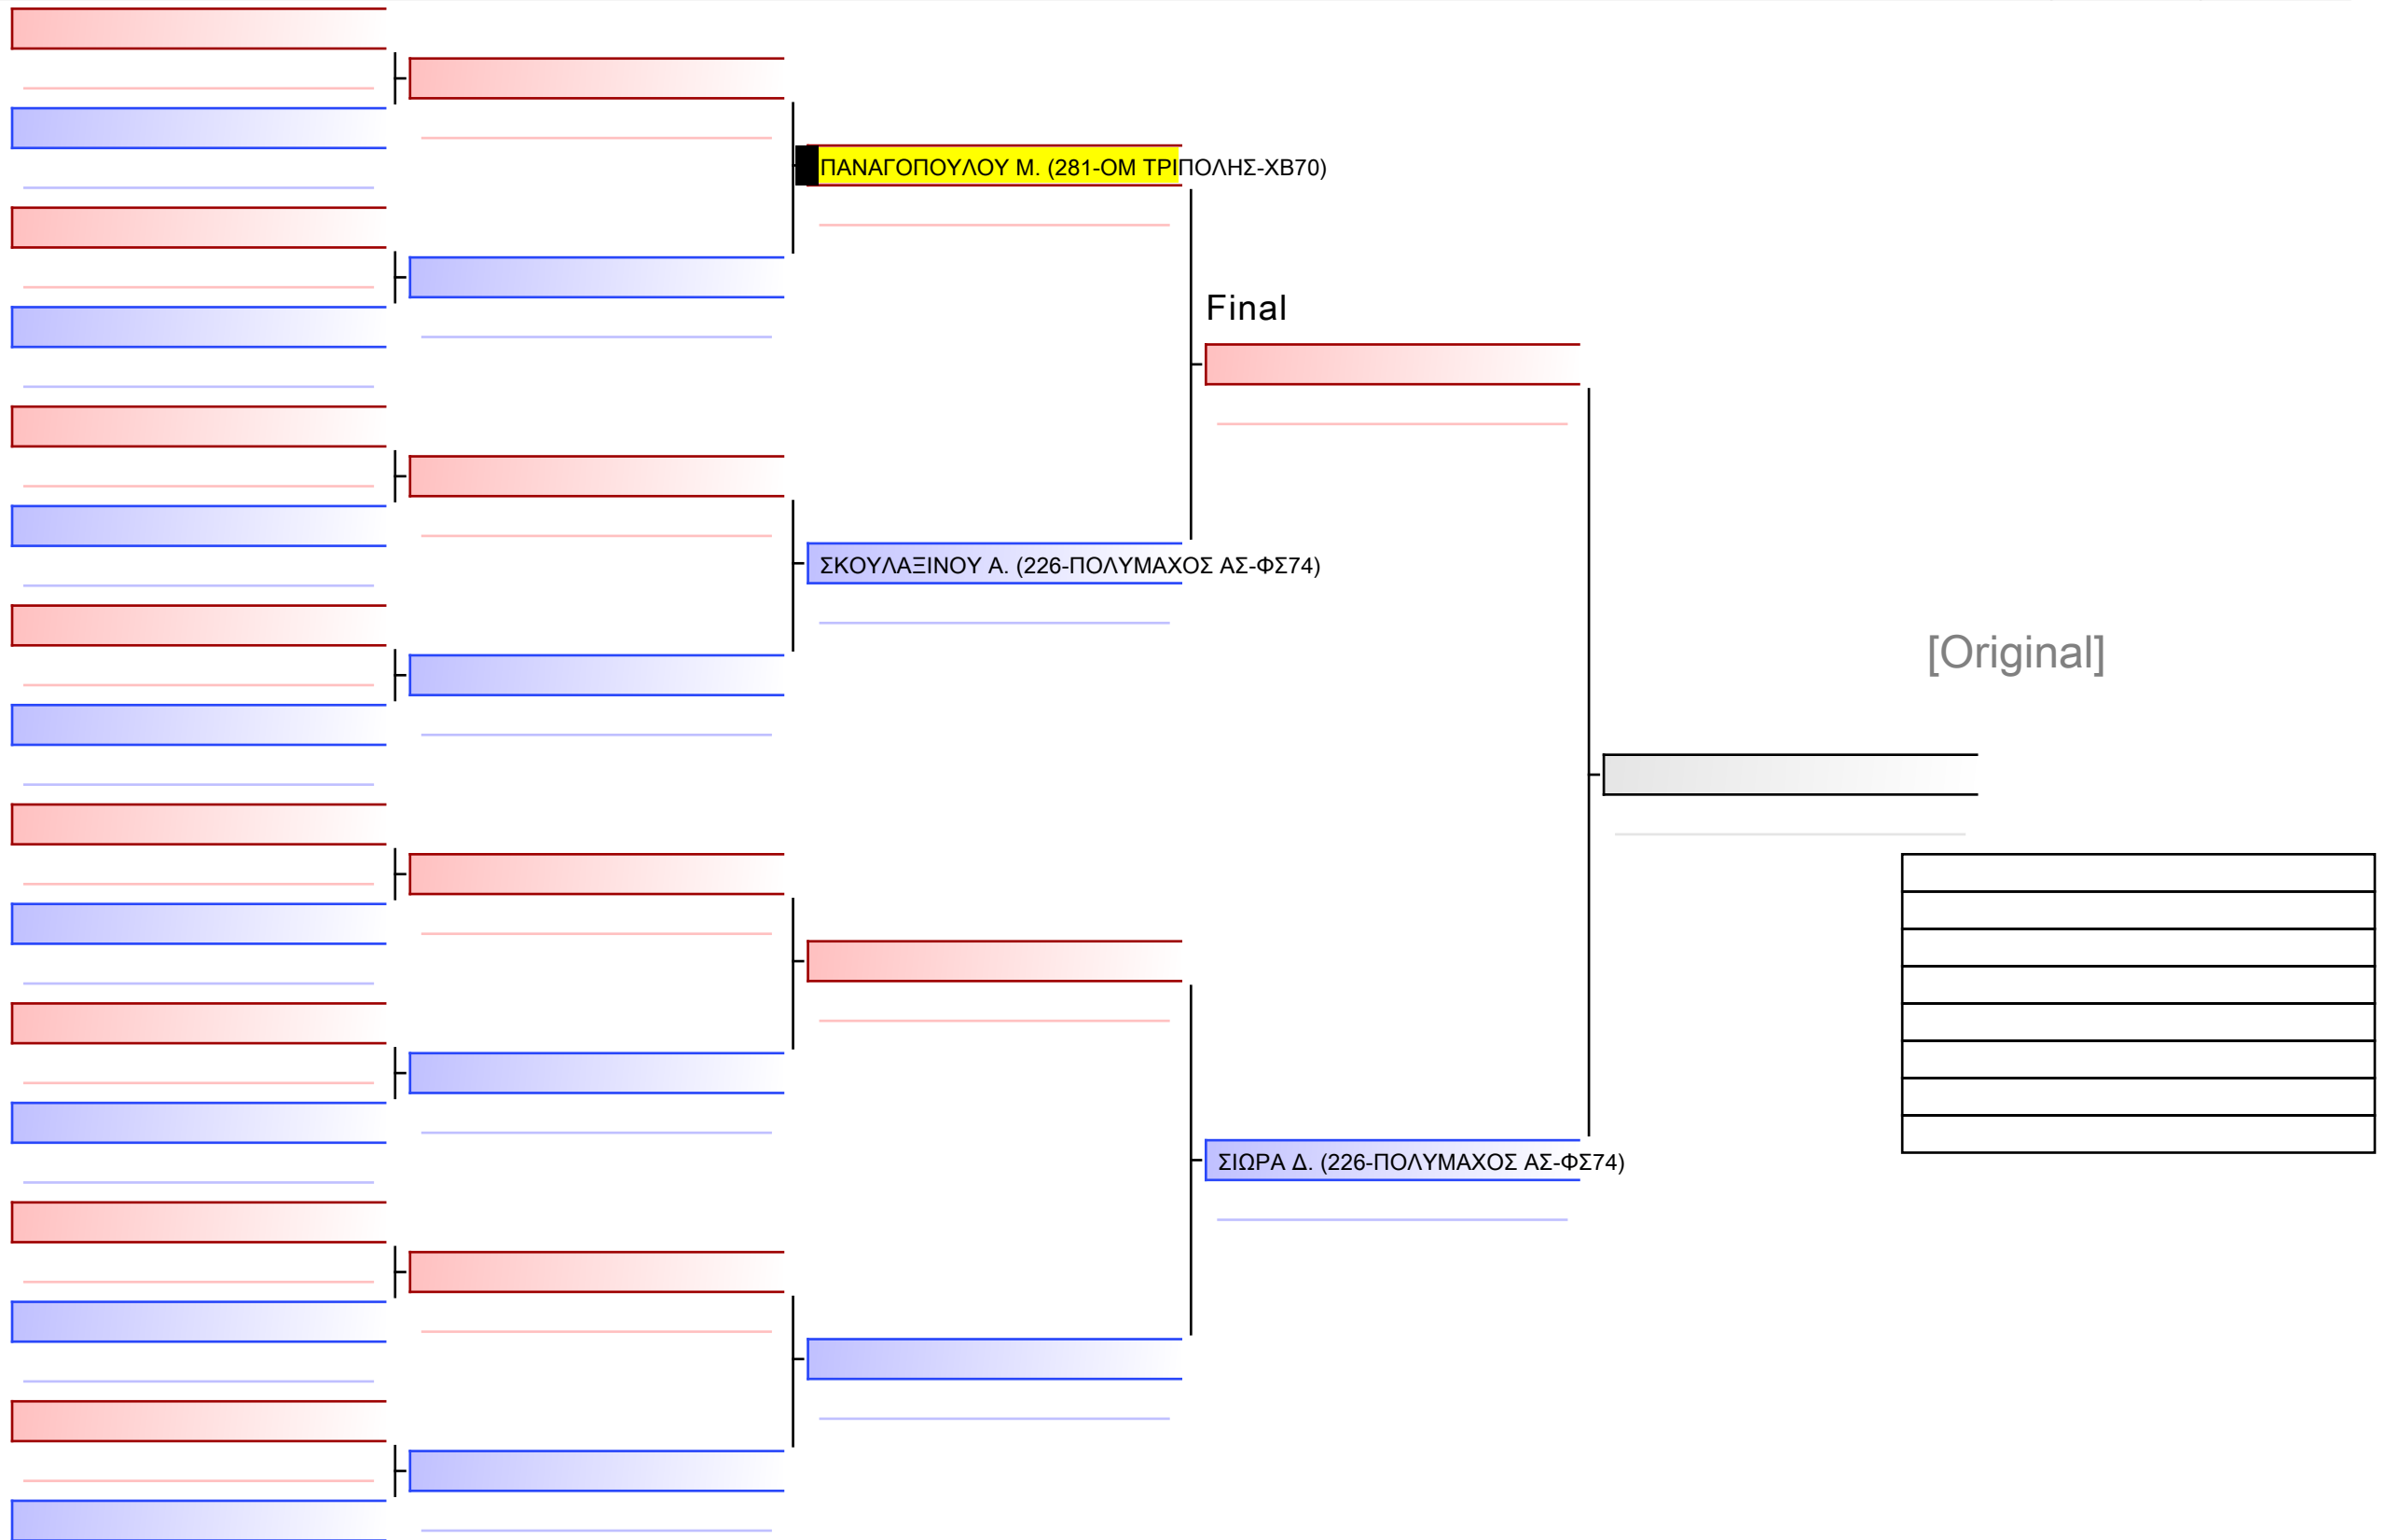 ΠΑΝΑΓΟΠΟΥΛΟΥ Μ. (281-ΟΜ ΤΡΙΠΟΛΗΣ-ΧΒ70)
Final
ΣΚΟΥΛΑΞΙΝΟΥ Α. (226-ΠΟΛΥΜΑΧΟΣ ΑΣ-ΦΣ74)
[Original]
ΣΙΩΡΑ Δ. (226-ΠΟΛΥΜΑΧΟΣ ΑΣ-ΦΣ74)